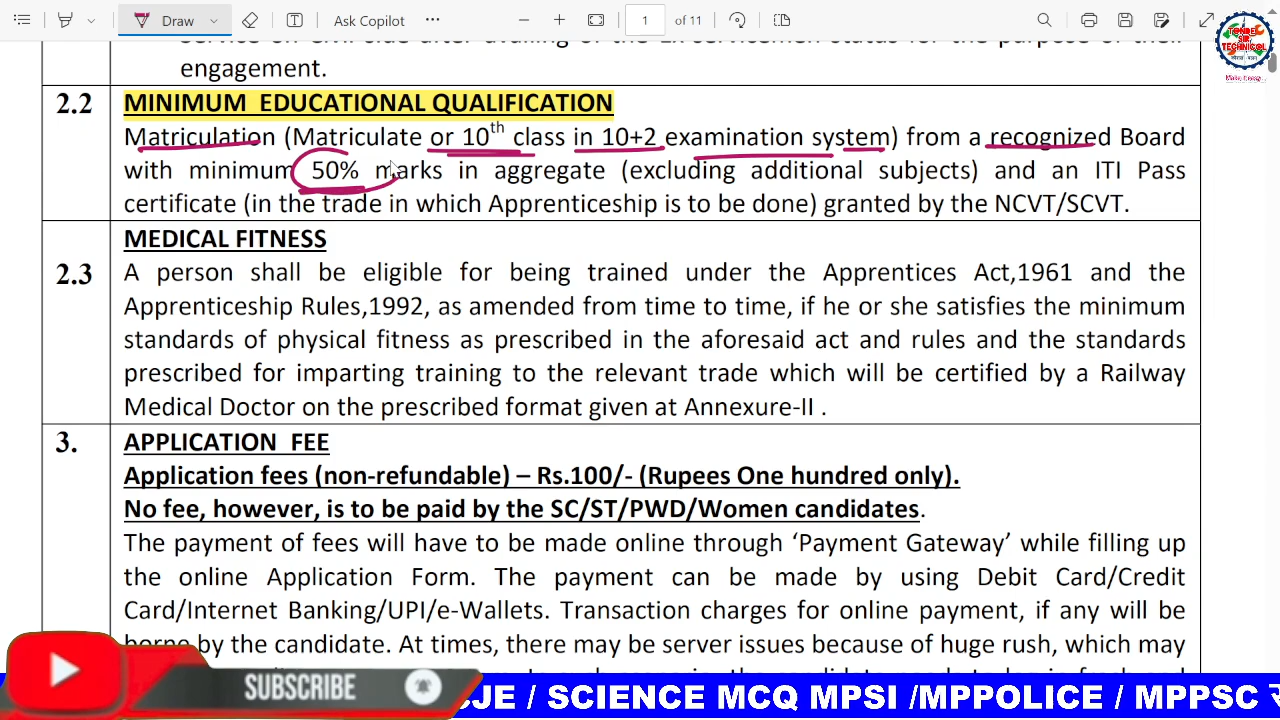 Draw
Ask Copilot
1
of 11
TONDE SIR
TECHNICOL
engagement.
2.2
MINIMUM EDUCATIONAL QUALIFICATION
Matriculation (Matriculate or 10th class in 10+2 examination system) from a recognized Board
with minimum 50% marks in aggregate (excluding additional subjects) and an ITI Pass
certificate (in the trade in which Apprenticeship is to be done) granted by the NCVT/SCVT.
MEDICAL FITNESS
2.3
A person shall be eligible for being trained under the Apprentices Act,1961 and the
Apprenticeship Rules,1992, as amended from time to time, if he or she satisfies the minimum
standards of physical fitness as prescribed in the aforesaid act and rules and the standards
prescribed for imparting training to the relevant trade which will be certified by a Railway
Medical Doctor on the prescribed format given at Annexure-II .
3.
APPLICATION FEE
Application fees (non-refundable) – Rs.100/- (Rupees One hundred only).
No fee, however, is to be paid by the SC/ST/PWD/Women candidates.
The payment of fees will have to be made online through ‘Payment Gateway’ while filling up
the online Application Form. The payment can be made by using Debit Card/Credit
Card/Internet Banking/UPI/e-Wallets. Transaction charges for online payment, if any will be
borne by the candidate. At times, there may be server issues because of huge rush, which may
SUBSCRIBE
JE / SCIENCE MCQ MPSI /MPPOLICE / MPPSC